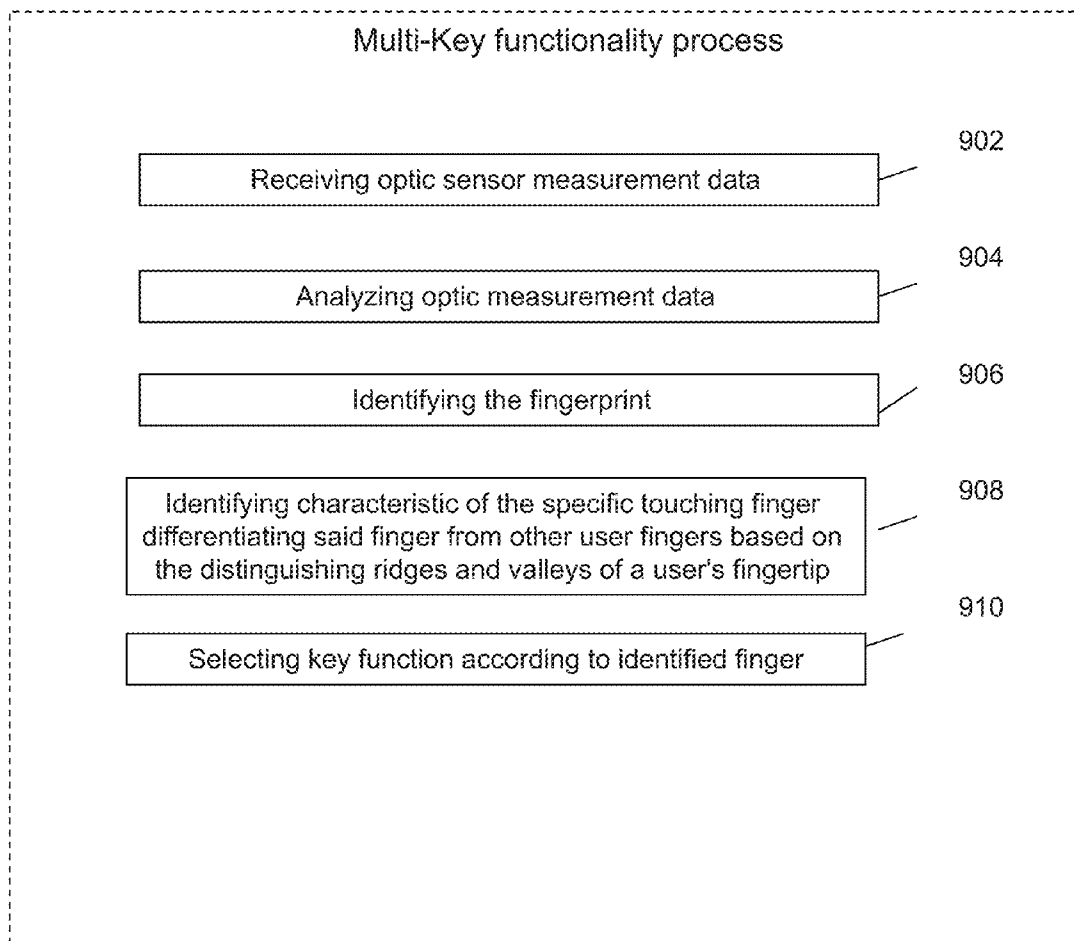 Multi-Key functionality process
902
Receiving optic sensor measurement data
904
Analyzing optic measurement data
906
Identifying the fingerprint
908
Identifying characteristic of the specific touching finger
differentiating said finger from other user fingers based on
the distinguishing ridges and valleys of a user's fingertip
910
Selecting key function according to identified finger